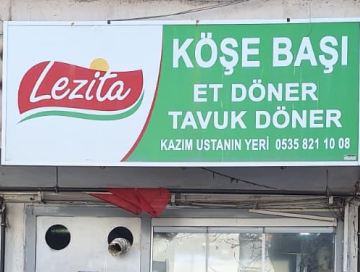 Lezita
KÖŞE BAŞI
ET DÖNER
TAVUK DÖNER
KAZIM USTANIN YERİ 0535 821 10 08